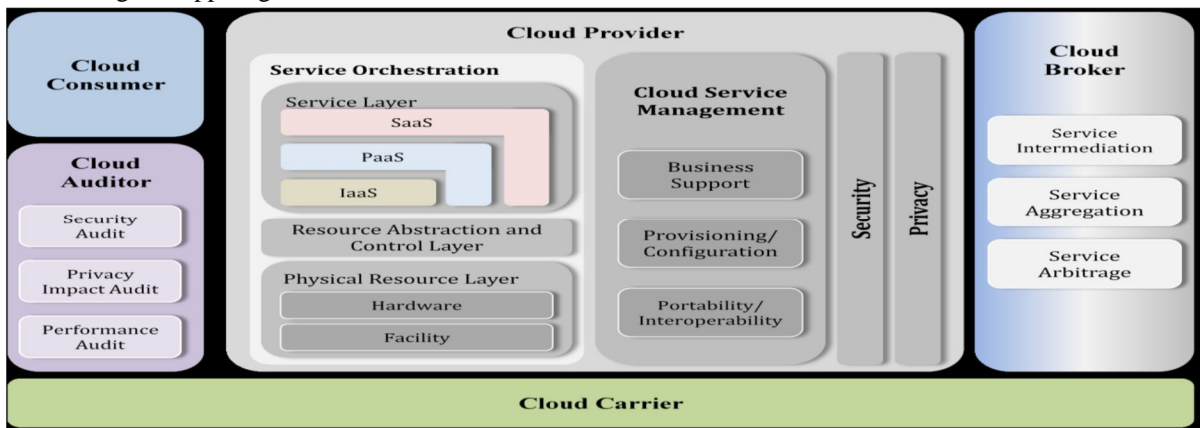 Cloud
Consumer
Cloud
Auditor
Security
Audit
Privacy
Impact Audit
Performance
Audit
Cloud Provider
Service Orchestration
Service Layer
SaaS
PaaS
IaaS
Resource Abstraction and
Control Layer
Physical Resource Layer
Hardware
Facility
Cloud Service
Management
Business
Support
Provisioning/
Configuration
Portability/
Interoperability
Security
Privacy
Cloud
Broker
Service
Intermediation
Service
Aggregation
Service
Arbitrage
Cloud Carrier